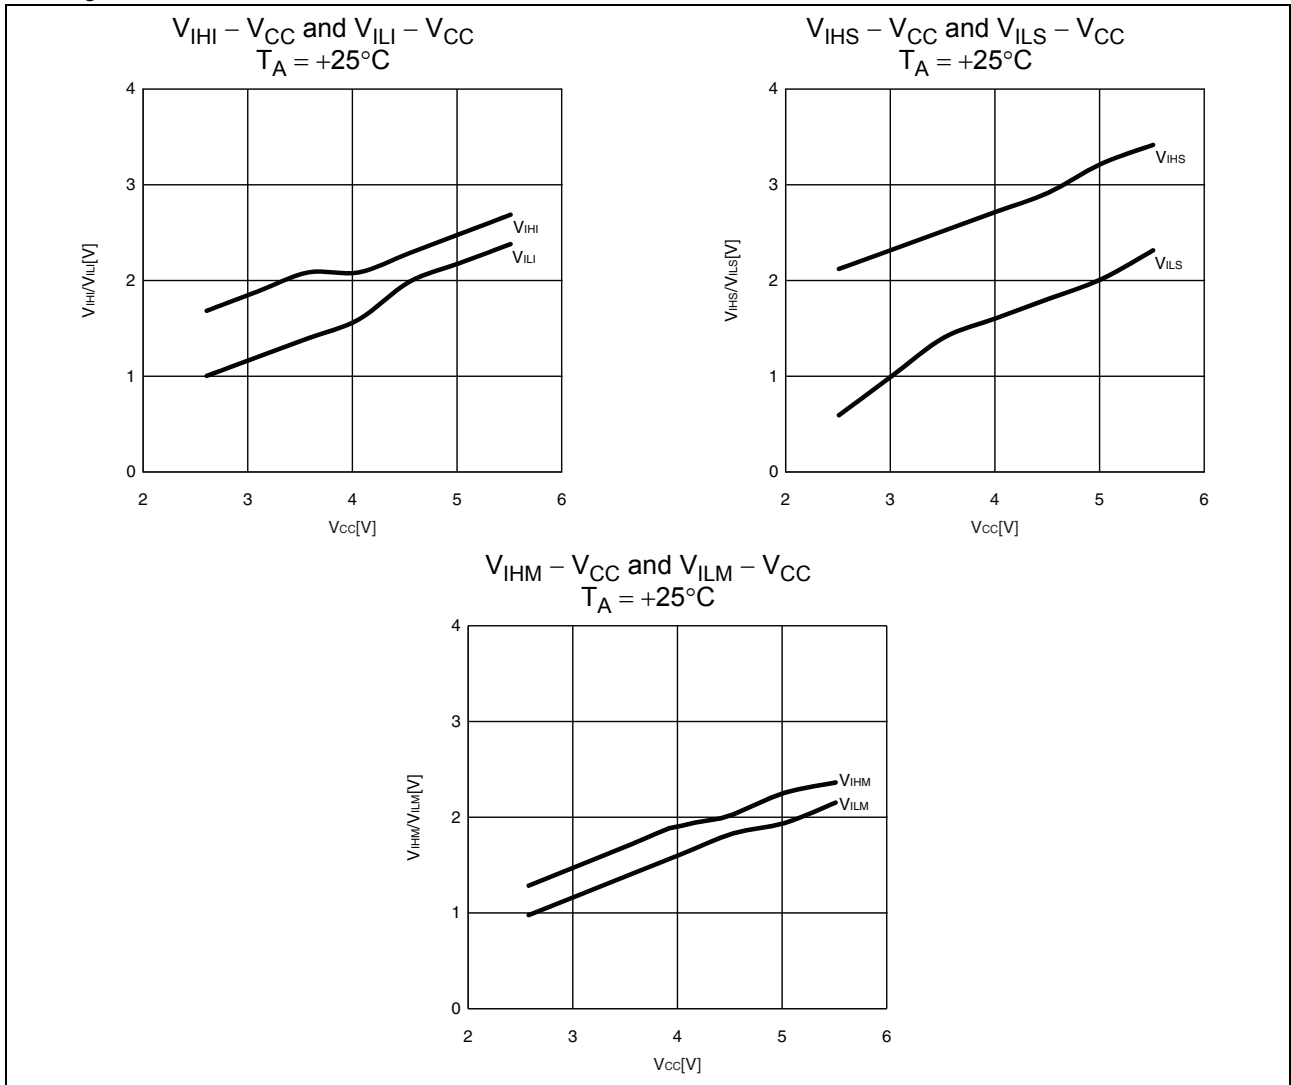 VIHI − VCC and VILI − VCC
TA = +25°C
4
3
2
1
0
2 3 4 5 6
VIHI/VILI[V]
VCC[V]
VIHI
VILI
VIHS − VCC and VILS − VCC
TA = +25°C
4
3
2
1
0
2 3 4 5 6
VIHS/VILS[V]
VCC[V]
VIHS
VILS
VIHM − VCC and VILM − VCC
TA = +25°C
4
3
2
1
0
2 3 4 5 6
VIHM/VILM[V]
VCC[V]
VIHM
VILM